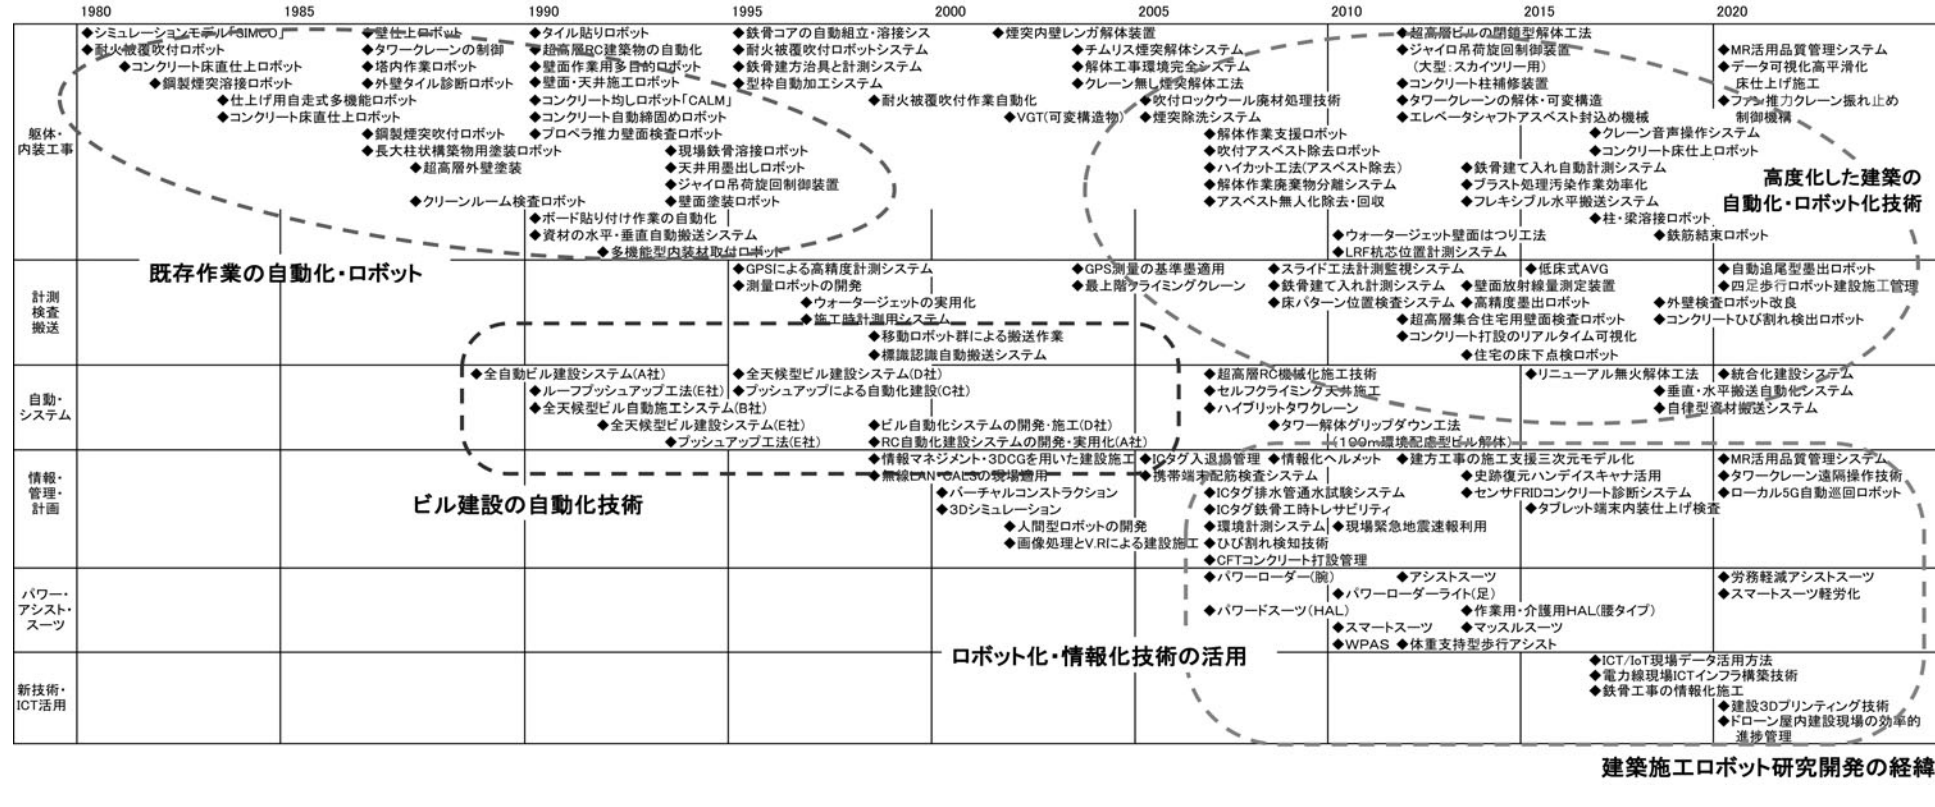 1980 1985 1990 1995 2000 2005 2010 2015 2020
躯体・
内装工事
◆シミュレーションモデル「SIMCO」 ◆壁仕上ロボット ◆タイル貼りロボット ◆鉄骨コアの自動組立・溶接シス ◆煙突内壁レンガ解体装置 ◆超高層ビルの閉鎖型解体工法
◆耐火被覆吹付ロボット ◆タワークレーンの制御 ◆超高層RC建築物の自動化 ◆耐火被覆吹付ロボットシステム ◆チムリス煙突解体システム ◆ジャイロ吊荷旋回制御装置 ◆MR活用品質管理システム
◆コンクリート床直仕上ロボット ◆塔内作業ロボット ◆壁面作業用多目的ロボット ◆鉄骨建方治具と計測システム ◆解体工事環境完全システム (大型:スカイツリー用) ◆データ可視化高平滑化
◆鋼製煙突溶接ロボット ◆外壁タイル診断ロボット ◆壁面・天井施工ロボット ◆型枠自動加工システム ◆クレーン無し煙突解体工法 ◆コンクリート柱補修装置 床仕上げ施工
◆仕上げ用自走式多機能ロボット ◆コンクリート均しロボット「CALM」 ◆耐火被覆吹付作業自動化 ◆吹付ロックウール廃材処理技術 ◆タワークレーンの解体・可変構造 ◆ファン推力クレーン振れ止め
◆コンクリート床直仕上ロボット ◆コンクリート自動締固めロボット ◆VGT(可変構造物) ◆煙突除洗システム ◆エレベータシャフトアスベスト封込め機械 制御機構
◆鋼製煙突吹付ロボット ◆プロペラ推力壁面検査ロボット ◆解体作業支援ロボット ◆クレーン音声操作システム
◆長大柱状構築物用塗装ロボット ◆現場鉄骨溶接ロボット ◆吹付アスベスト除去ロボット ◆コンクリート床仕上ロボット
◆超高層外壁塗装 ◆天井用墨出しロボット ◆ハイカット工法(アスベスト除去) ◆鉄骨建て入れ自動計測システム
◆ジャイロ吊荷旋回制御装置 ◆解体作業廃棄物分離システム ◆ブラスト処理汚染作業効率化
◆クリーンルーム検査ロボット ◆壁面塗装ロボット ◆アスベスト無人化除去・回収 ◆フレキシブル水平搬送システム
◆ボード貼り付け作業の自動化 ◆柱・梁溶接ロボット
◆資材の水平・垂直自動搬送システム ◆ウォータージェット壁面はつり工法 ◆鉄筋結束ロボット
◆多機能型内装材取付ロボット ◆LRF杭芯位置計測システム
高度化した建築の
自動化・ロボット化技術
既存作業の自動化・ロボット
計測
検査
搬送
◆GPSによる高精度計測システム ◆GPS測量の基準墨適用 ◆スライド工法計測監視システム ◆低床式AVG ◆自動追尾型墨出ロボット
◆測量ロボットの開発 ◆最上階クライミングクレーン ◆鉄骨建て入れ計測システム ◆壁面放射線量測定装置 ◆四足歩行ロボット建設施工管理
◆ウォータージェットの実用化 ◆床パターン位置検査システム ◆高精度墨出ロボット ◆外壁検査ロボット改良
◆施工時計測用システム ◆超高層集合住宅用壁面検査ロボット ◆コンクリートひび割れ検出ロボット
◆移動ロボット群による搬送作業 ◆コンクリート打設のリアルタイム可視化
◆標識認識自動搬送システム ◆住宅の床下点検ロボット
自動・
システム
◆全自動ビル建設システム(A社) ◆全天候型ビル建設システム(D社) ◆超高層RC機械化施工技術 ◆リニューアル無火解体工法 ◆統合化建設システム
◆ルーフプッシュアップ工法(E社) ◆プッシュアップによる自動化建設(C社) ◆セルフクライミング天井施工 ◆垂直・水平搬送自動化システム
◆全天候型ビル自動施工システム(B社) ◆ハイブリットタワクレーン ◆自律型資材搬送システム
◆全天候型ビル建設システム(E社) ◆ビル自動化システムの開発・施工(D社) ◆タワー解体グリップダウン工法
◆プッシュアップ工法(E社) ◆RC自動化建設システムの開発・実用化(A社) (199m環境配慮型ビル解体)
情報・
管理・
計画
◆情報マネジメント・3DCGを用いた建設施工 ◆ICタグ入退場管理 ◆情報化ヘルメット ◆建方工事の施工支援三次元モデル化 ◆MR活用品質管理システム
◆無線LAN・CALSの現場適用 ◆携帯端末配筋検査システム ◆史跡復元ハンディスキャナ活用 ◆タワークレーン遠隔操作技術
◆バーチャルコンストラクション ◆ICタグ排水管通水試験システム ◆センサFRIDコンクリート診断システム ◆ローカル5G自動巡回ロボット
◆3Dシミュレーション ◆ICタグ鉄骨工時トレサビリティ ◆タブレット端末内装仕上げ検査
◆人間型ロボットの開発 ◆環境計測システム ◆現場緊急地震速報利用
◆画像処理とV.Rによる建設施工 ◆ひび割れ検知技術
◆CFTコンクリート打設管理
ビル建設の自動化技術
パワー・
アシスト・
スーツ
◆パワーローダー(腕) ◆アシストスーツ ◆労務軽減アシストスーツ
◆パワーローダーライト(足) ◆スマートスーツ軽労化
◆パワードスーツ(HAL) ◆作業用・介護用HAL(腰タイプ)
◆スマートスーツ ◆マッスルスーツ
◆WPAS ◆体重支持型歩行アシスト
ロボット化・情報化技術の活用
新技術・
ICT活用
◆ICT/IoT現場データ活用方法
◆電力線現場ICTインフラ構築技術
◆鉄骨工事の情報化施工
◆建設3Dプリンティング技術
◆ドローン屋内建設現場の効率的
進捗管理
建築施工ロボット研究開発の経緯